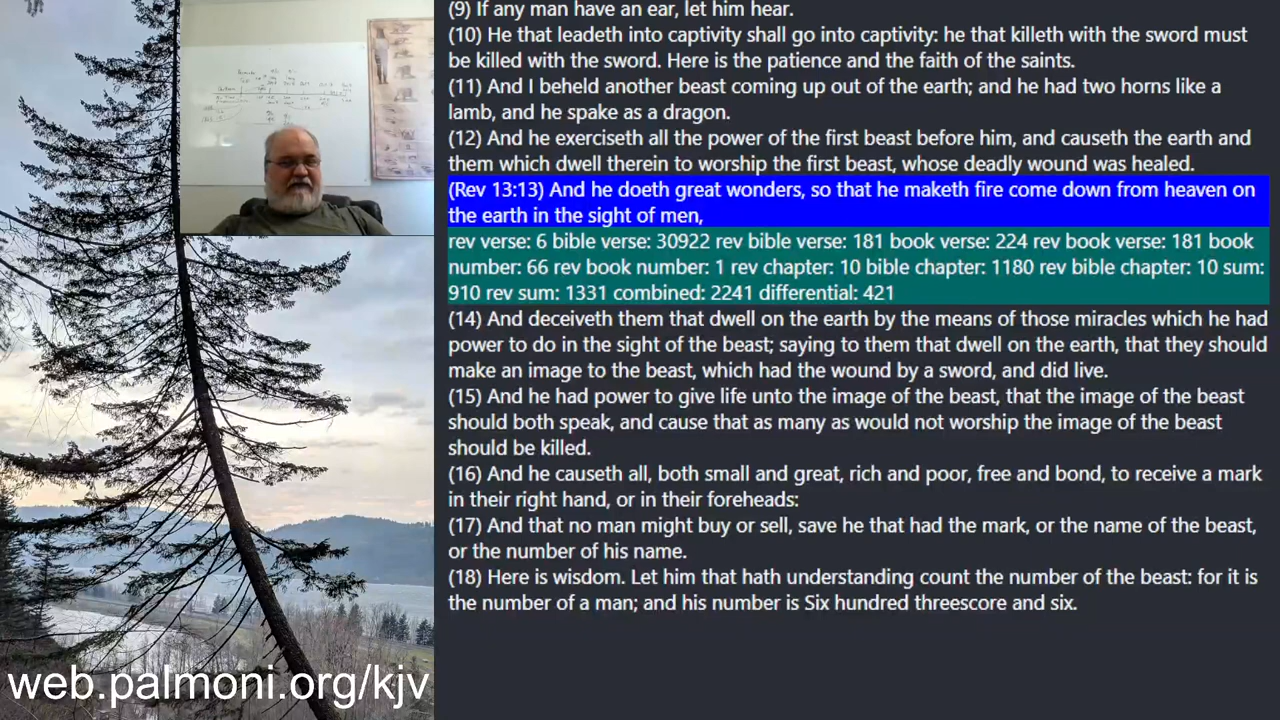 (9) If any man have an ear, let him hear.
(10) He that leadeth into captivity shall go into captivity: he that killeth with the sword must
be killed with the sword. Here is the patience and the faith of the saints.
(11) And I beheld another beast coming up out of the earth; and he had two horns like a
lamb, and he spake as a dragon.
(12) And he exerciseth all the power of the first beast before him, and causeth the earth and
them which dwell therein to worship the first beast, whose deadly wound was healed.
(Rev 13:13) And he doeth great wonders, so that he maketh fire come down from heaven on
the earth in the sight of men,
rev verse: 6 bible verse: 30922 rev bible verse: 181 book verse: 224 rev book verse: 181 book
number: 66 rev book number: 1 rev chapter: 10 bible chapter: 1180 rev bible chapter: 10 sum:
910 rev sum: 1331 combined: 2241 differential: 421
(14) And deceiveth them that dwell on the earth by the means of those miracles which he had
power to do in the sight of the beast; saying to them that dwell on the earth, that they should
make an image to the beast, which had the wound by a sword, and did live.
(15) And he had power to give life unto the image of the beast, that the image of the beast
should both speak, and cause that as many as would not worship the image of the beast
should be killed.
(16) And he causeth all, both small and great, rich and poor, free and bond, to receive a mark
in their right hand, or in their foreheads:
(17) And that no man might buy or sell, save he that had the mark, or the name of the beast,
or the number of his name.
(18) Here is wisdom. Let him that hath understanding count the number of the beast: for it is
the number of a man; and his number is Six hundred threescore and six.
web.palmoni.org/kjv